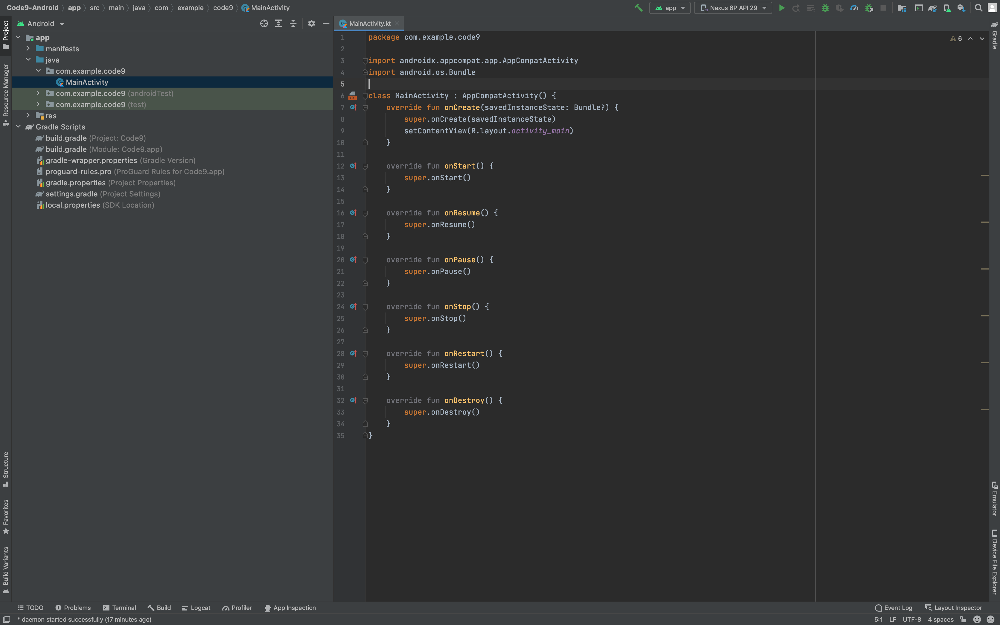 Code9-Android app src main java com example code9 MainActivity
app Nexus 6P API 29
Project
Resource Manager
Structure
Favorites
Build Variants
Android
app
manifests
java
com.example.code9
MainActivity
com.example.code9 (androidTest)
com.example.code9 (test)
res
Gradle Scripts
build.gradle (Project: Code9)
build.gradle (Module: Code9.app)
gradle-wrapper.properties (Gradle Version)
proguard-rules.pro (ProGuard Rules for Code9.app)
gradle.properties (Project Properties)
settings.gradle (Project Settings)
local.properties (SDK Location)
MainActivity.kt
6
1 package com.example.code9
2
3 import androidx.appcompat.app.AppCompatActivity
4 import android.os.Bundle
5
6 class MainActivity : AppCompatActivity() {
7 override fun onCreate(savedInstanceState: Bundle?) {
8 super.onCreate(savedInstanceState)
9 setContentView(R.layout.activity_main)
10 }
11
12 override fun onStart() {
13 super.onStart()
14 }
15
16 override fun onResume() {
17 super.onResume()
18 }
19
20 override fun onPause() {
21 super.onPause()
22 }
23
24 override fun onStop() {
25 super.onStop()
26 }
27
28 override fun onRestart() {
29 super.onRestart()
30 }
31
32 override fun onDestroy() {
33 super.onDestroy()
34 }
35 }
Gradle
Emulator
Device File Explorer
TODO Problems Terminal Build Logcat Profiler App Inspection Event Log Layout Inspector
* daemon started successfully (17 minutes ago) 5:1 LF UTF-8 4 spaces